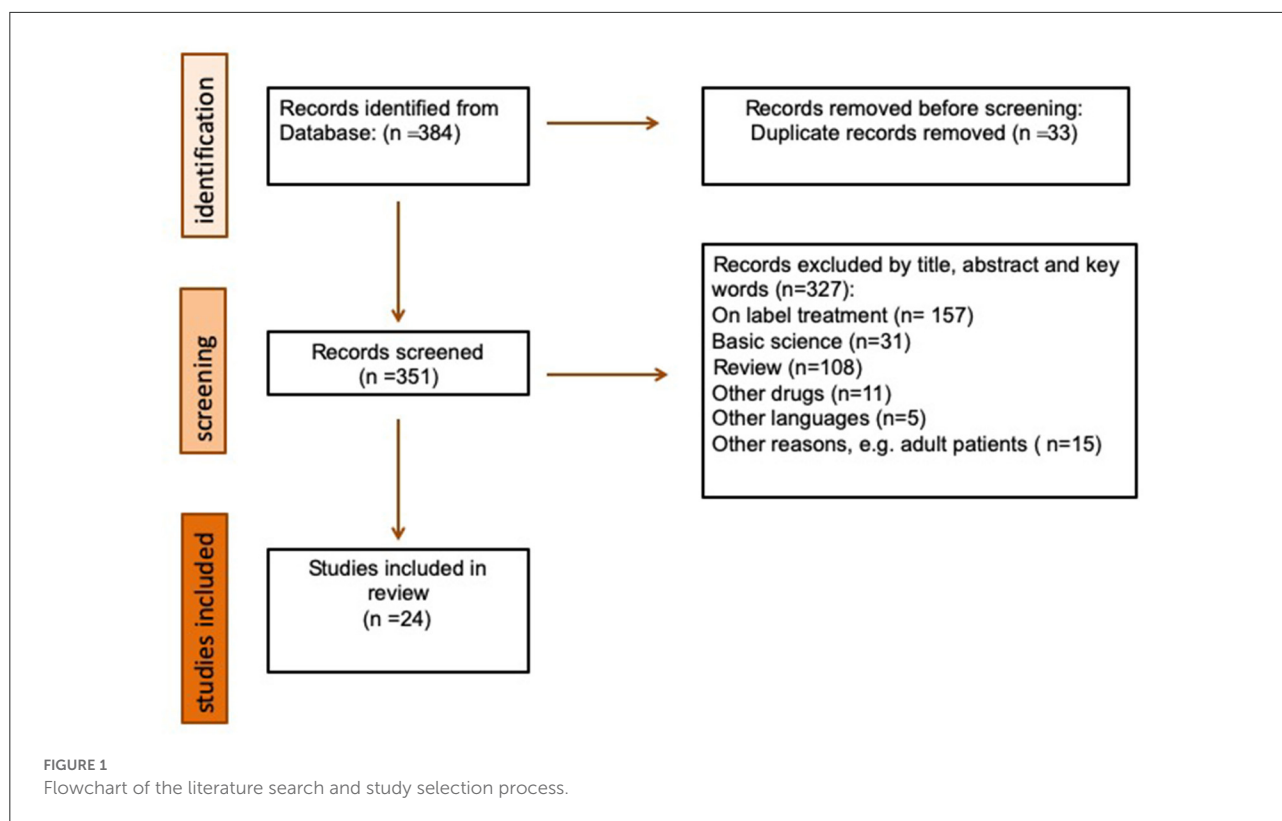 identification
Records identified from
Database: (n =384)
Records removed before screening:
Duplicate records removed (n =33)
screening
Records screened
(n =351)
Records excluded by title, abstract and key
words (n=327):
On label treatment (n= 157)
Basic science (n=31)
Review (n=108)
Other drugs (n=11)
Other languages (n=5)
Other reasons, e.g. adult patients ( n=15)
studies included
Studies included in
review
(n =24)
FIGURE 1
Flowchart of the literature search and study selection process.